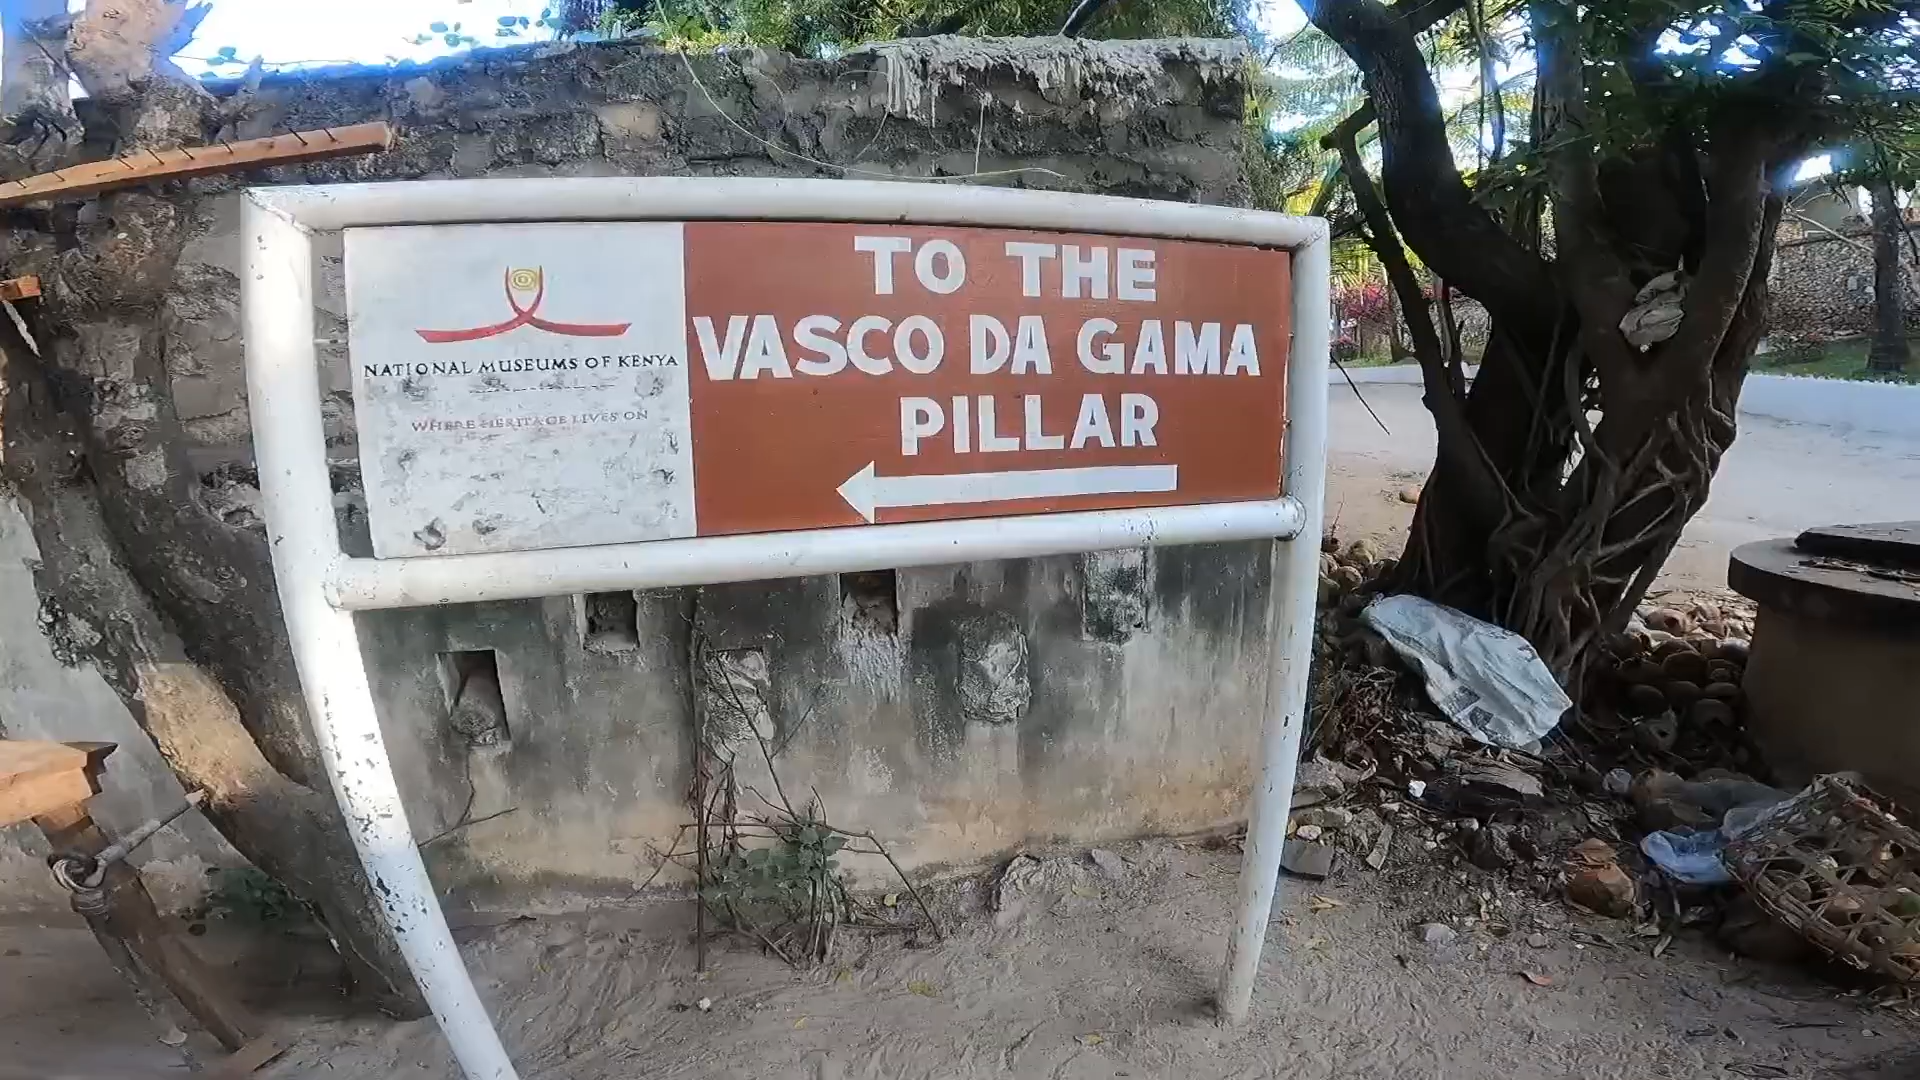 NATIONAL MUSEUMS OF KENYA
WHERE HERITAGE LIVES ON
TO THE
VASCO DA GAMA
PILLAR